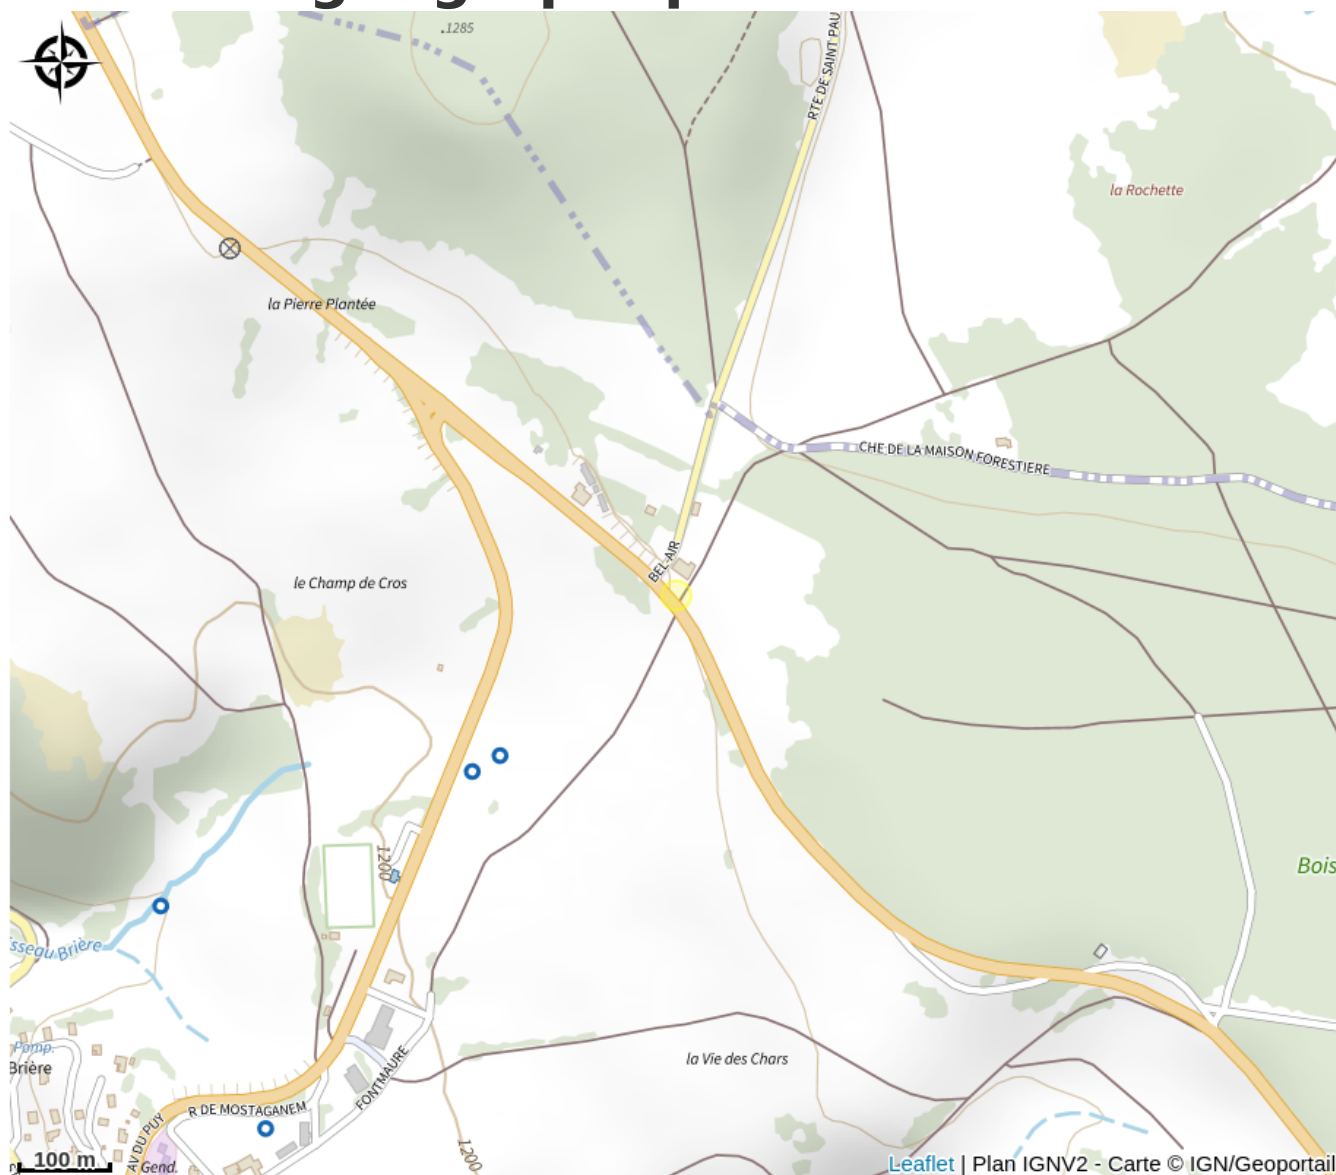 .1285
RTE DE SAINT PAU
la Rochette
la Pierre Plantée
CHE DE LA MAISON FORESTIERE
BEL-AIR
le Champ de Cros
1200
Bois
isseau Brière
Pomp.
Brière
la Vie des Chars
FONTMAURE
R DE MOSTAGANEM
AV DU PUY
Gend.
1200
100 m
Leaflet | Plan IGNV2 - Carte © IGN/Geoportail